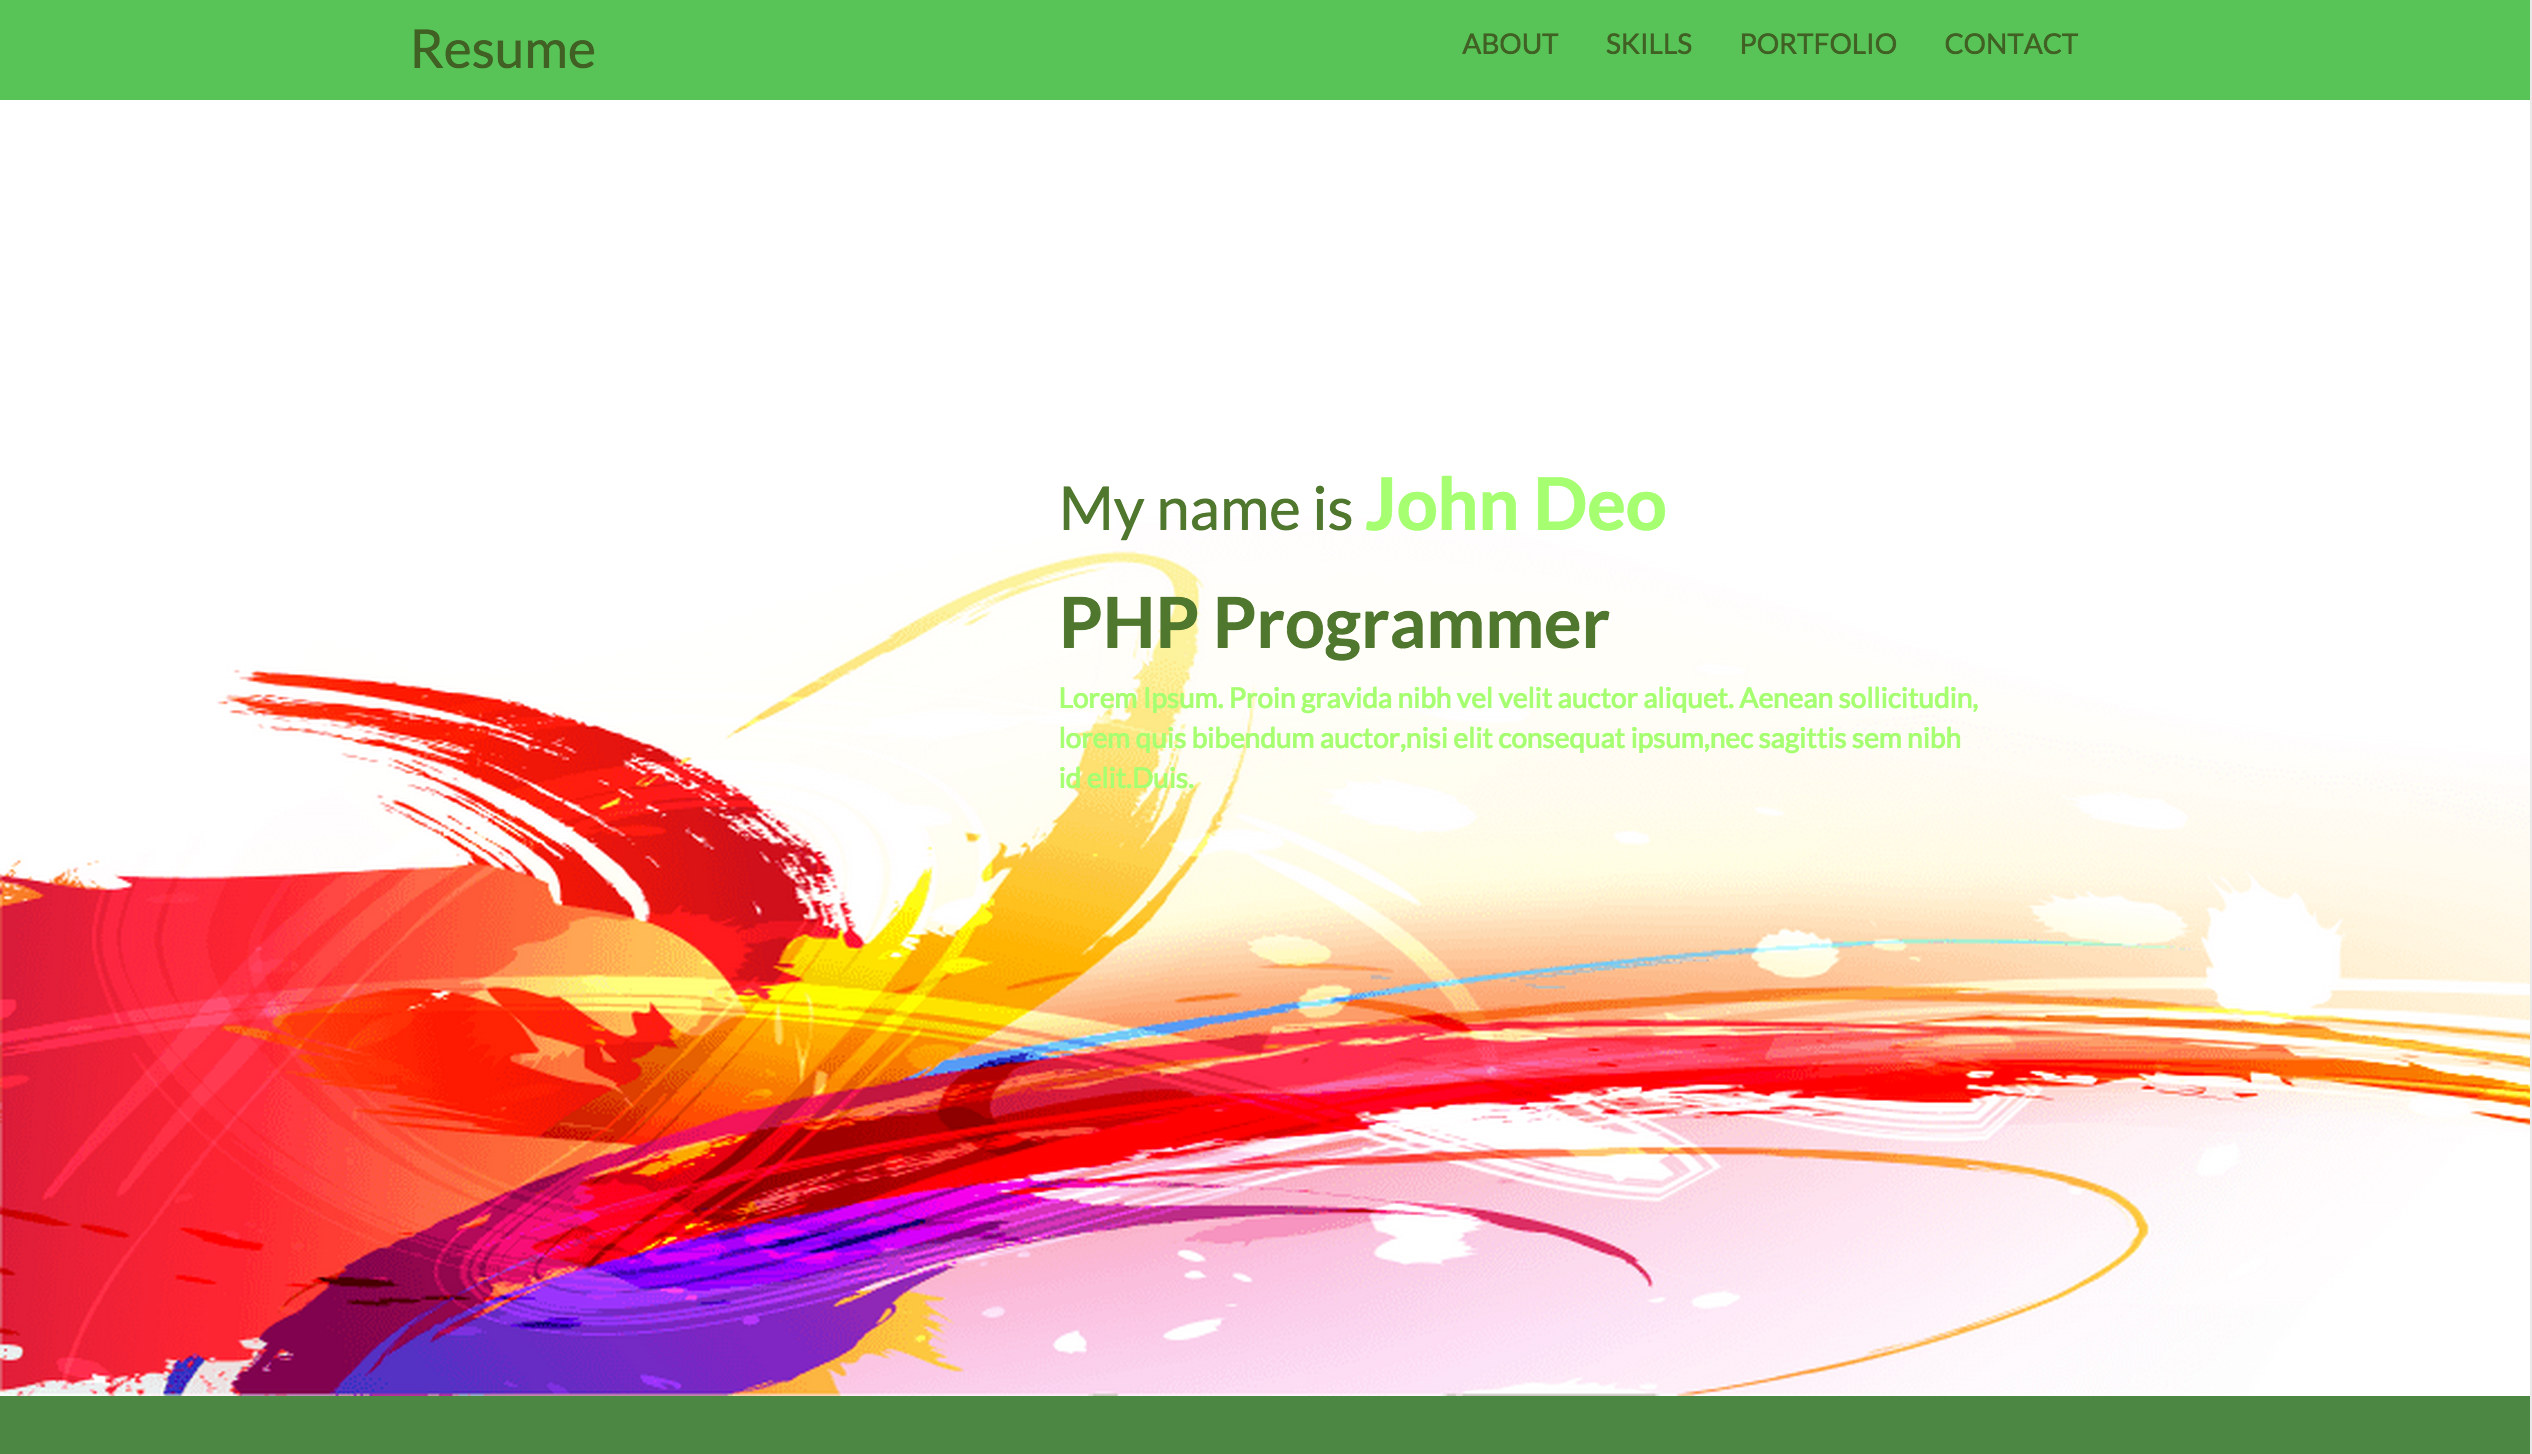 Resume
ABOUT SKILLS PORTFOLIO CONTACT
My name is John Deo
PHP Programmer
Lorem Ipsum. Proin gravida nibh vel velit auctor aliquet. Aenean sollicitudin,
lorem quis bibendum auctor,nisi elit consequat ipsum,nec sagittis sem nibh
id elit.Duis.